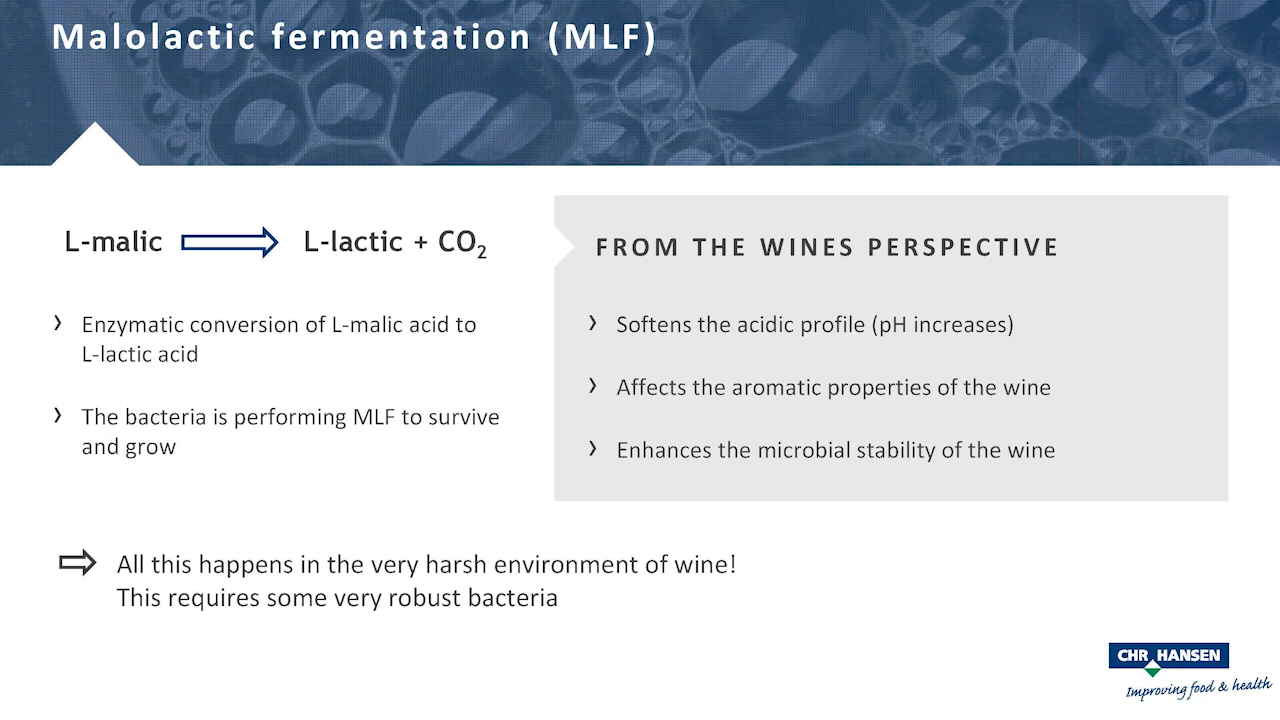 Malolactic fermentation (MLF)
L-malic L-lactic + CO₂
› Enzymatic conversion of L-malic acid to
L-lactic acid
› The bacteria is performing MLF to survive
and grow
FROM THE WINES PERSPECTIVE
› Softens the acidic profile (pH increases)
› Affects the aromatic properties of the wine
› Enhances the microbial stability of the wine
All this happens in the very harsh environment of wine!
This requires some very robust bacteria
CHR HANSEN
Improving food & health